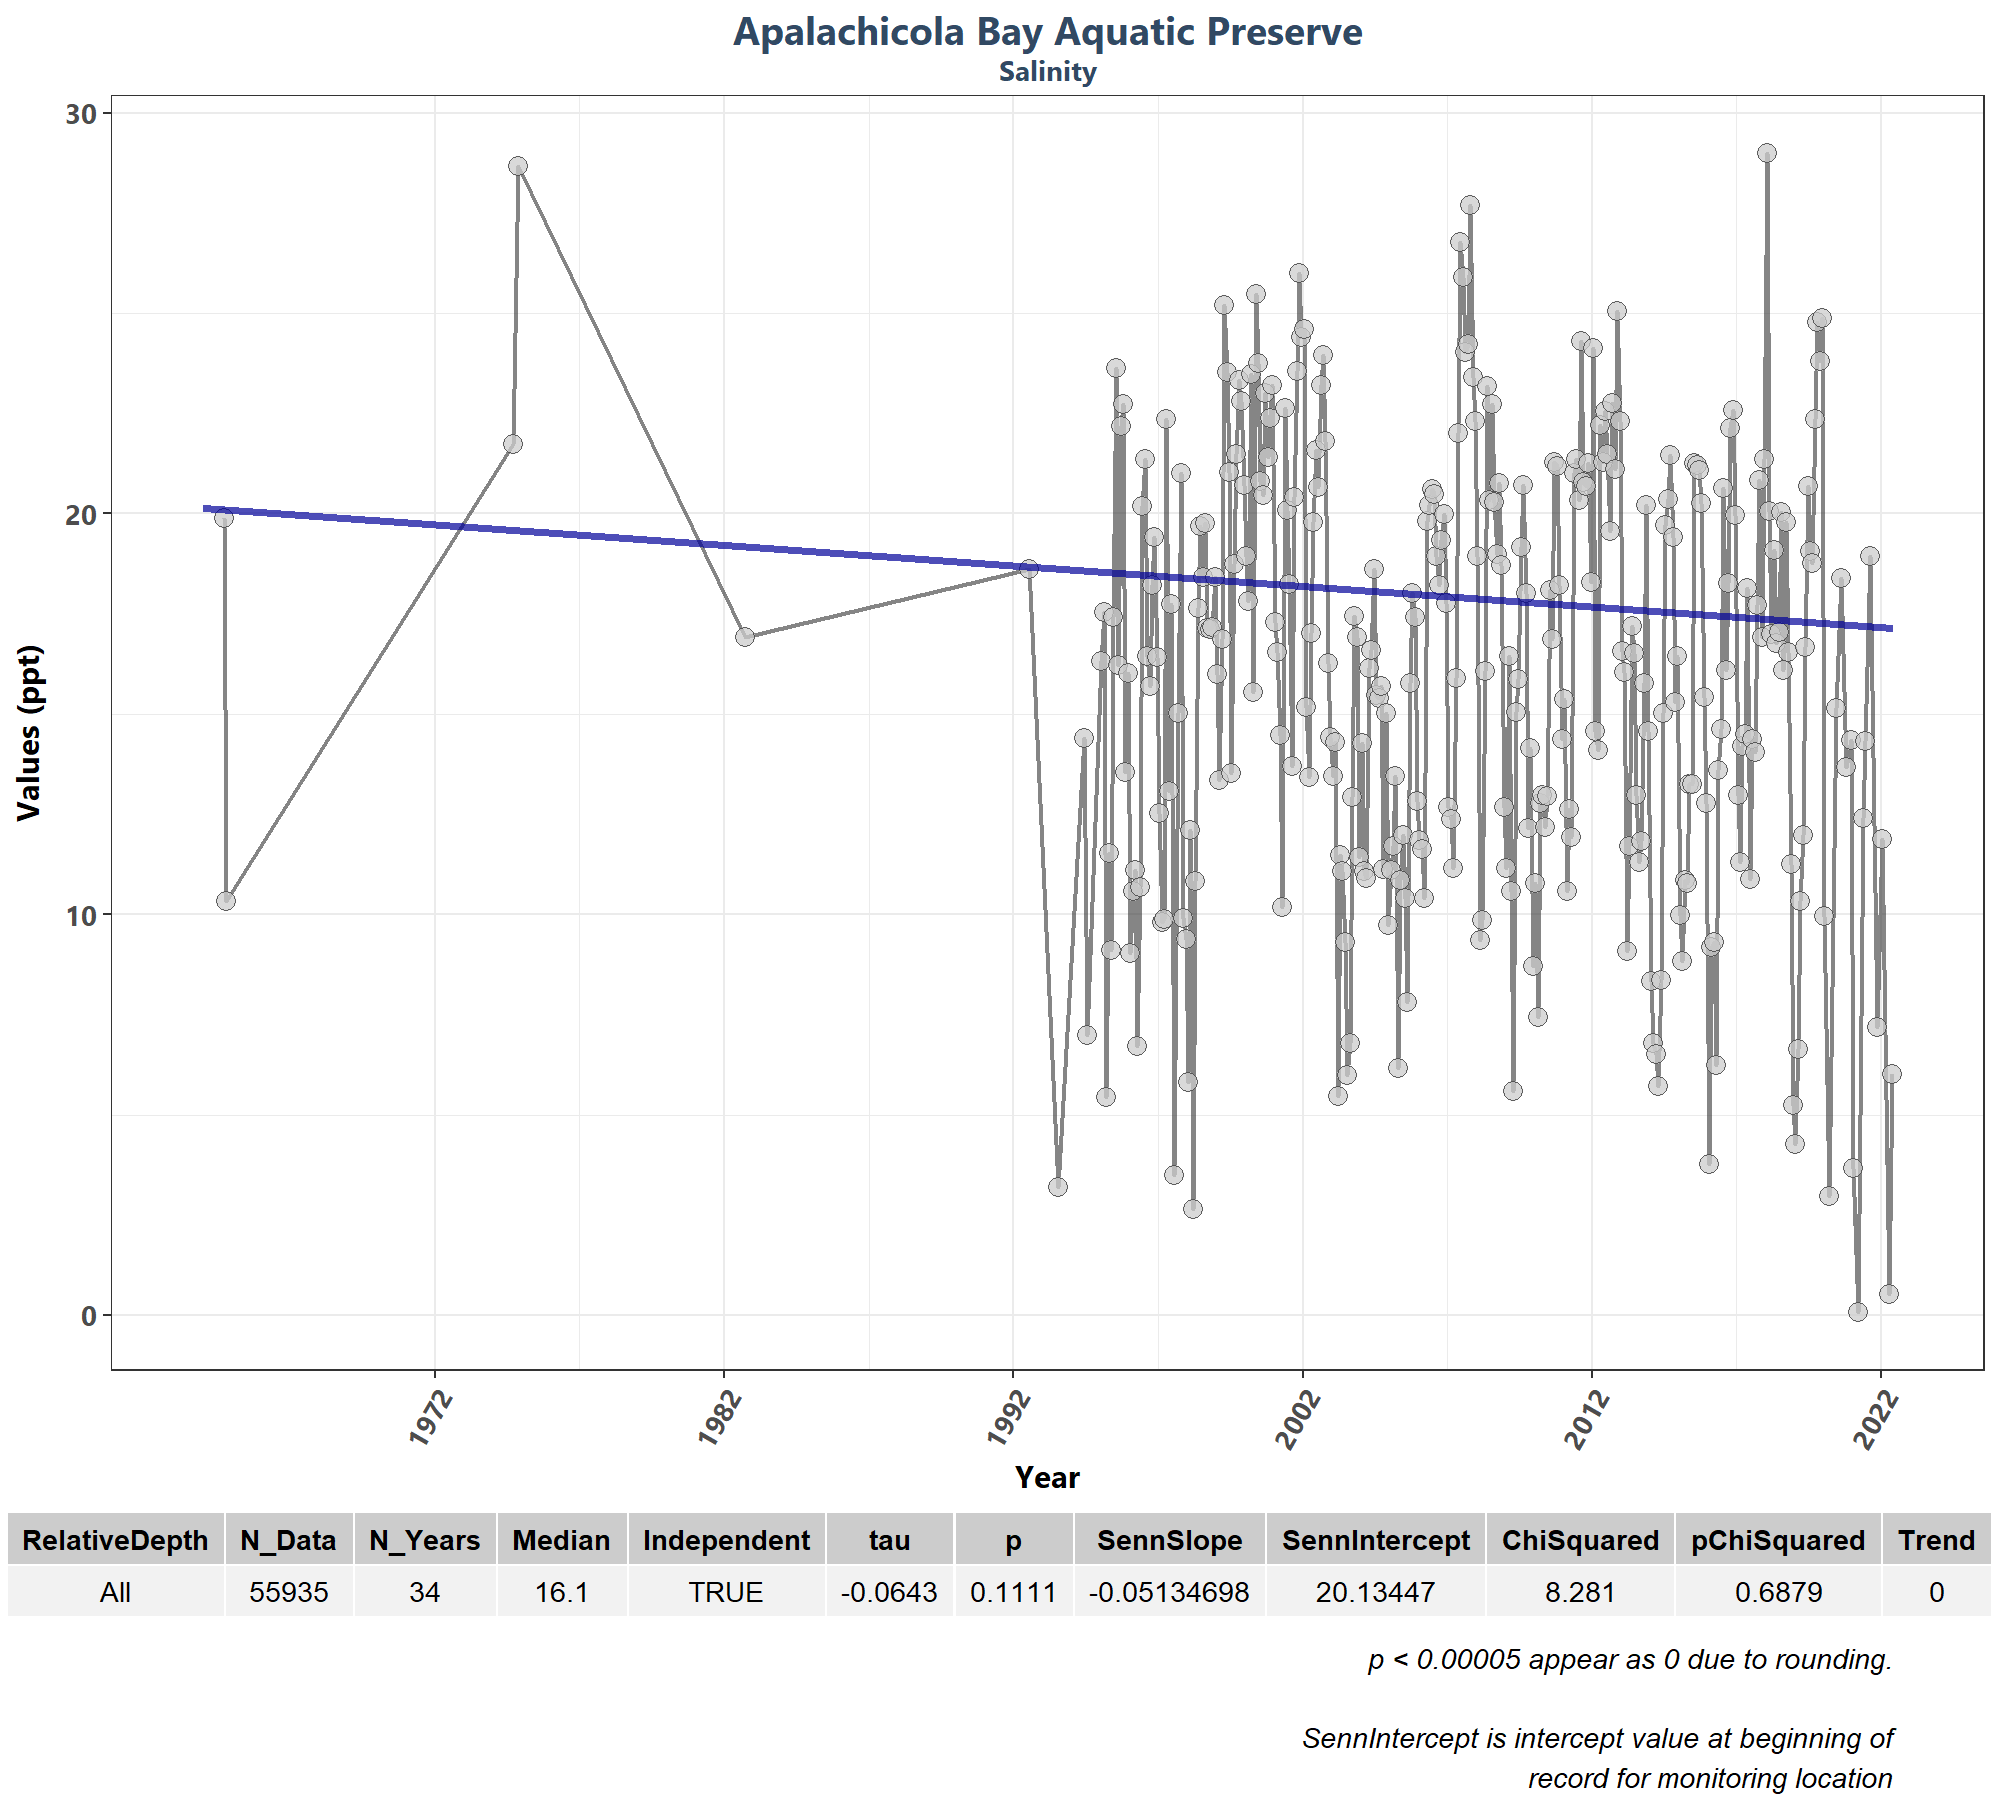 Apalachicola Bay Aquatic Preserve
Salinity
30
20
10
0
Values (ppt)
1972
1982
1992
2002
2012
2022
Year
RelativeDepth N_Data N_Years Median Independent tau p SennSlope SennIntercept ChiSquared pChiSquared Trend
All 55935 34 16.1 TRUE -0.0643 0.1111 -0.05134698 20.13447 8.281 0.6879 0
p < 0.00005 appear as 0 due to rounding.
SennIntercept is intercept value at beginning of
record for monitoring location